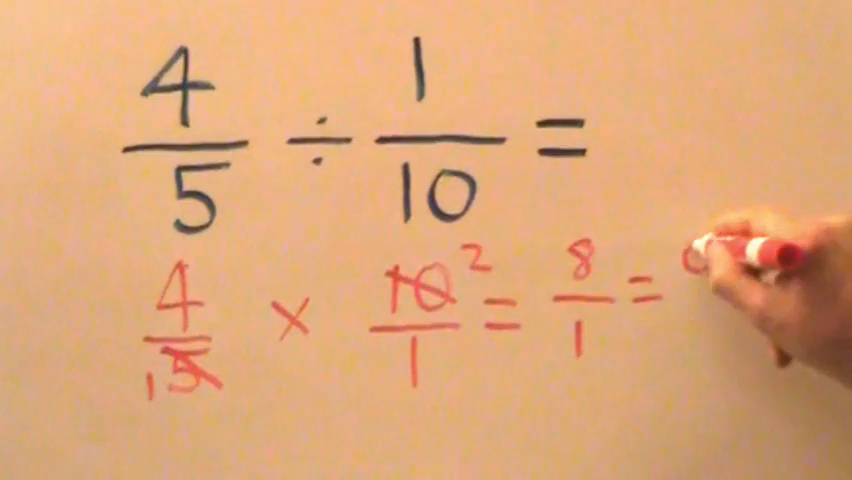 4/5 ÷ 1/10 =
4/5 1 × 10/1 2 = 8/1 =